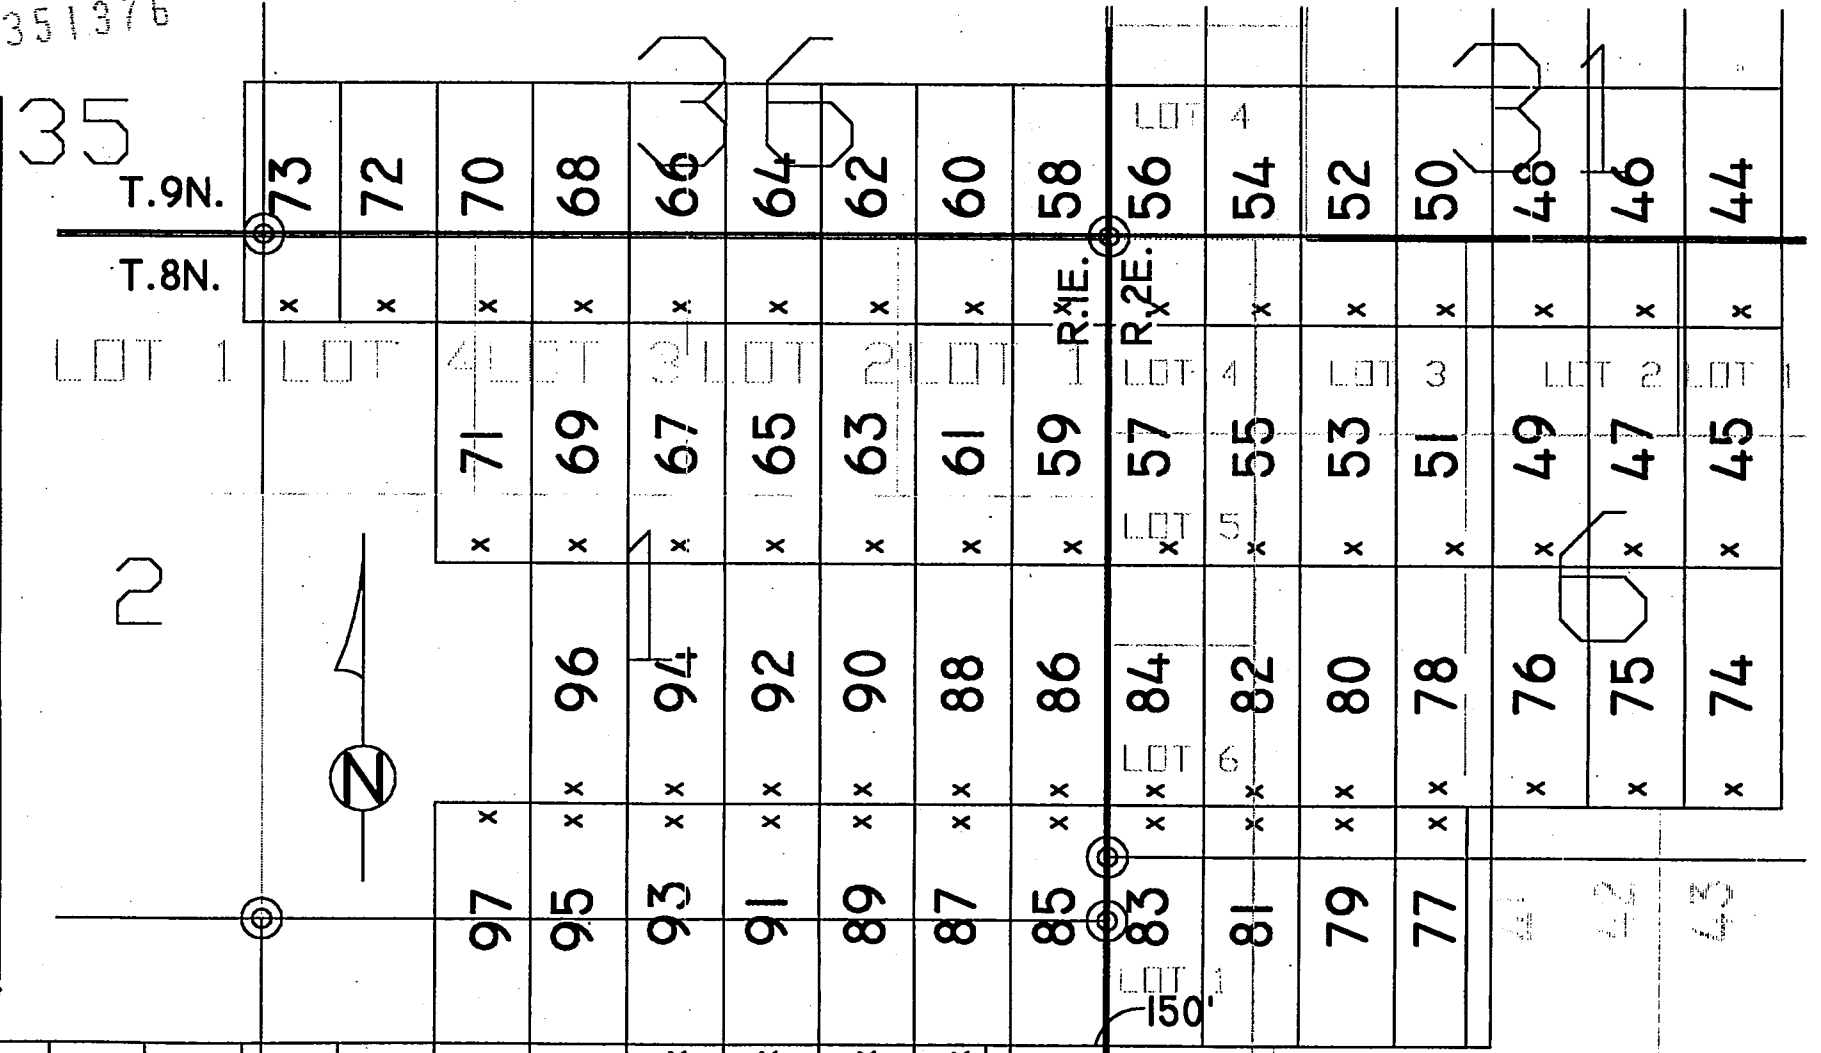 351376
35 36 31
LOT 4
T.9N. 73 72 70 68 66 64 62 60 58 56 54 52 50 48 46 44
T.8N. R.1E. R.2E.
x x x x x x x x x x x x x x x x
LOT 1 LOT 4 LOT 3 LOT 2 LOT 1 LOT 4 LOT 3 LOT 2 LOT 1
71 69 67 65 63 61 59 57 55 53 51 49 47 45
LOT 5
x x x x x x x x x x x x x x
2 1 6
96 94 92 90 88 86 84 82 80 78 76 75 74
LOT 6
N
x x x x x x x x x x x x x
x x x x x x x x x x x
97 95 93 91 89 87 85 83 81 79 77 41 42 43
LOT 1
150'